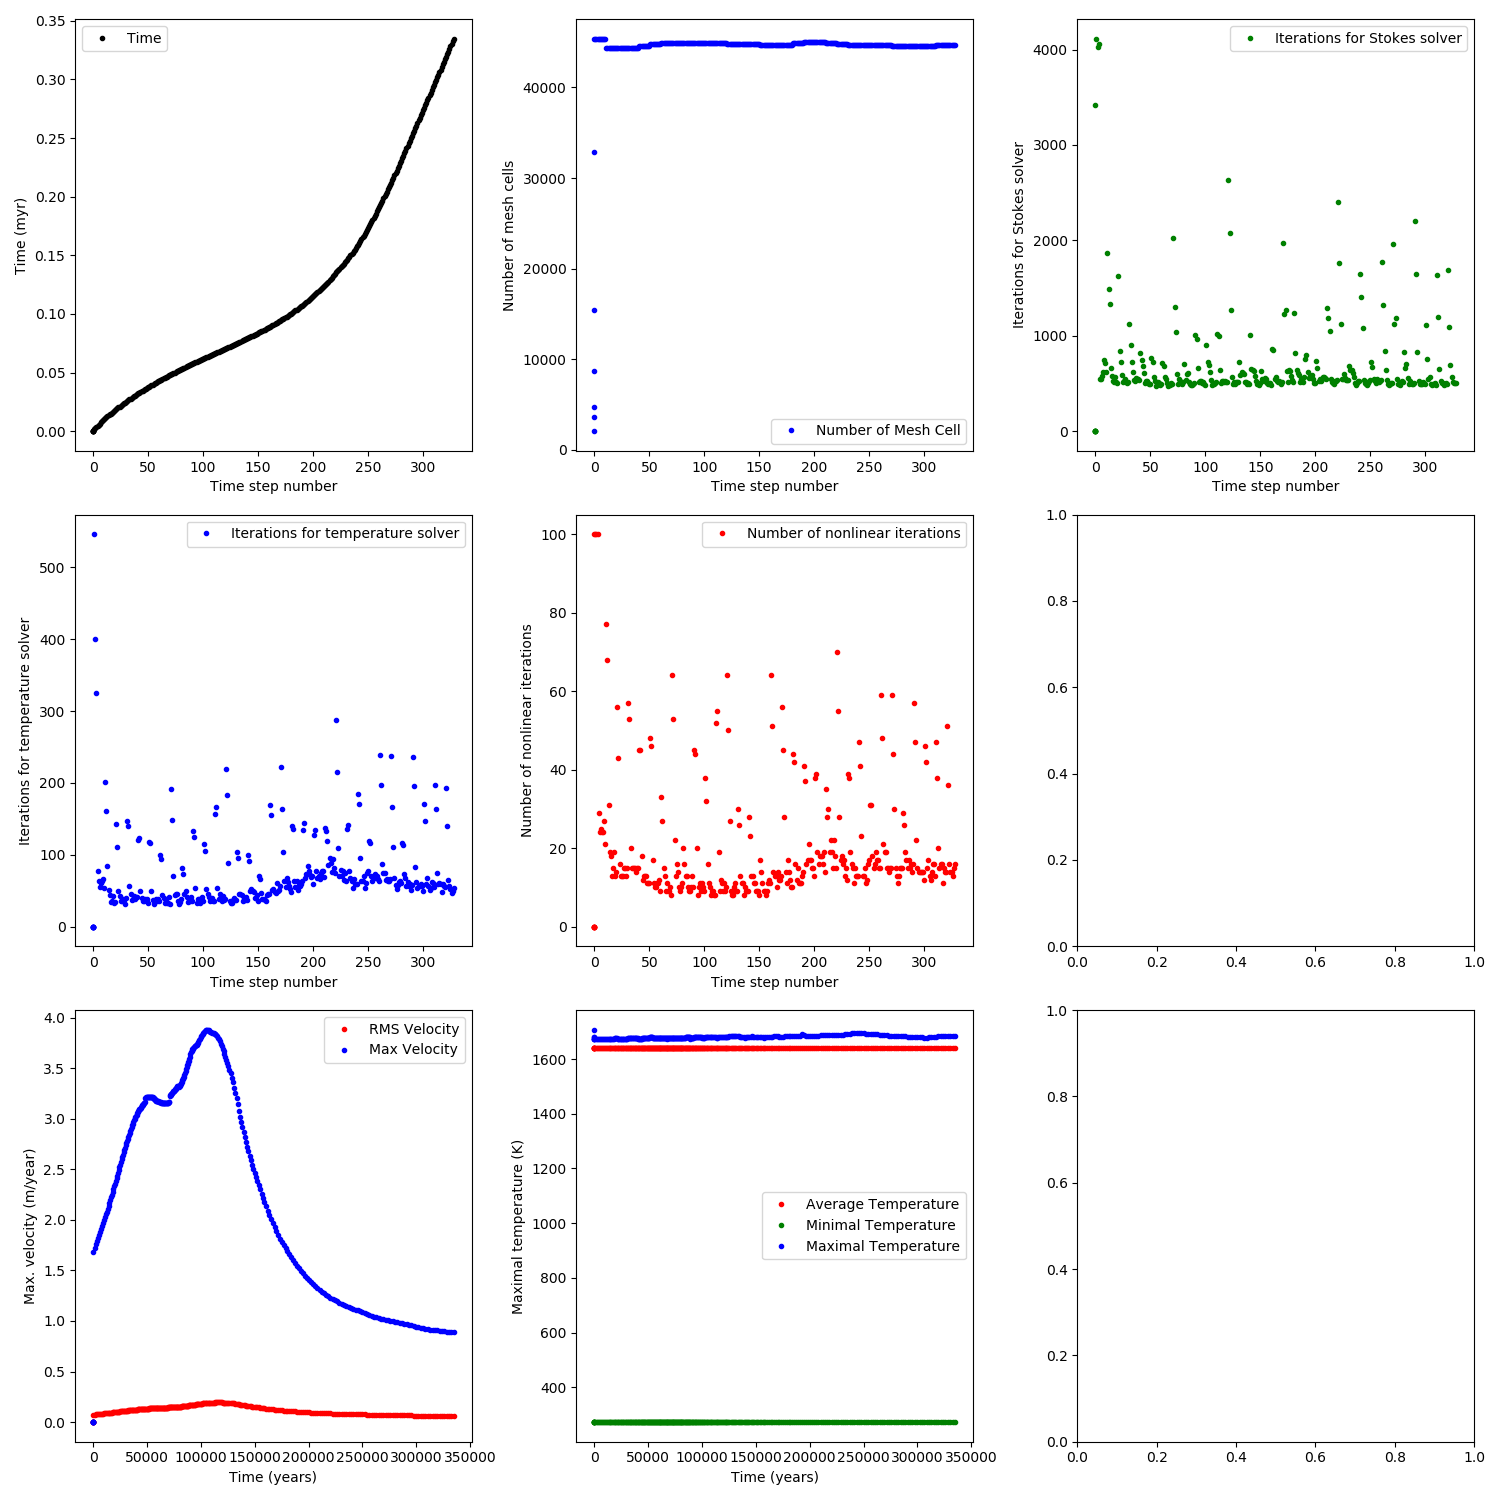 0.35
0.30
0.25
0.20
0.15
0.10
0.05
0.00
Time (myr)
Time
0 50 100 150 200 250 300
Time step number
40000
30000
20000
10000
0
Number of mesh cells
Number of Mesh Cell
0 50 100 150 200 250 300
Time step number
4000
3000
2000
1000
0
Iterations for Stokes solver
Iterations for Stokes solver
0 50 100 150 200 250 300
Time step number
500
400
300
200
100
0
Iterations for temperature solver
Iterations for temperature solver
0 50 100 150 200 250 300
Time step number
100
80
60
40
20
0
Number of nonlinear iterations
Number of nonlinear iterations
0 50 100 150 200 250 300
Time step number
1.0
0.8
0.6
0.4
0.2
0.0
0.0 0.2 0.4 0.6 0.8 1.0
4.0
3.5
3.0
2.5
2.0
1.5
1.0
0.5
0.0
Max. velocity (m/year)
RMS Velocity
Max Velocity
0 50000 100000 150000 200000 250000 300000 350000
Time (years)
1600
1400
1200
1000
800
600
400
Maximal temperature (K)
Average Temperature
Minimal Temperature
Maximal Temperature
0 50000 100000 150000 200000 250000 300000 350000
Time (years)
1.0
0.8
0.6
0.4
0.2
0.0
0.0 0.2 0.4 0.6 0.8 1.0